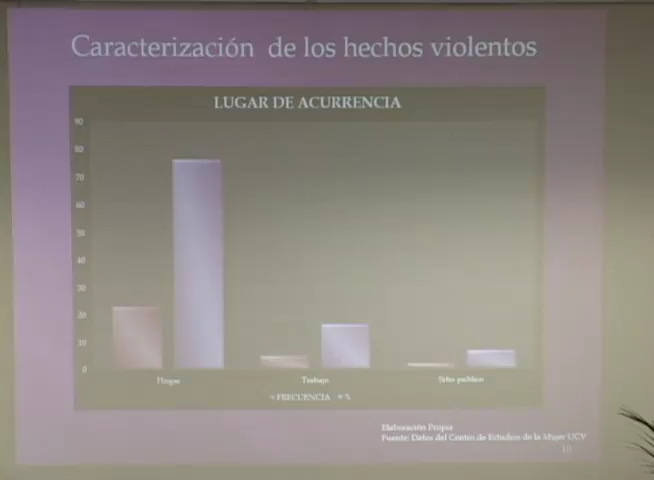 Caracterización de los hechos violentos
LUGAR DE ACURRENCIA
90
80
70
60
50
40
30
20
10
0
Hogar Trabajo Sitio publico
FRECUENCIA %
Elaboración Propia
Fuente: Datos del Centro de Estudios de la Mujer UCV
10